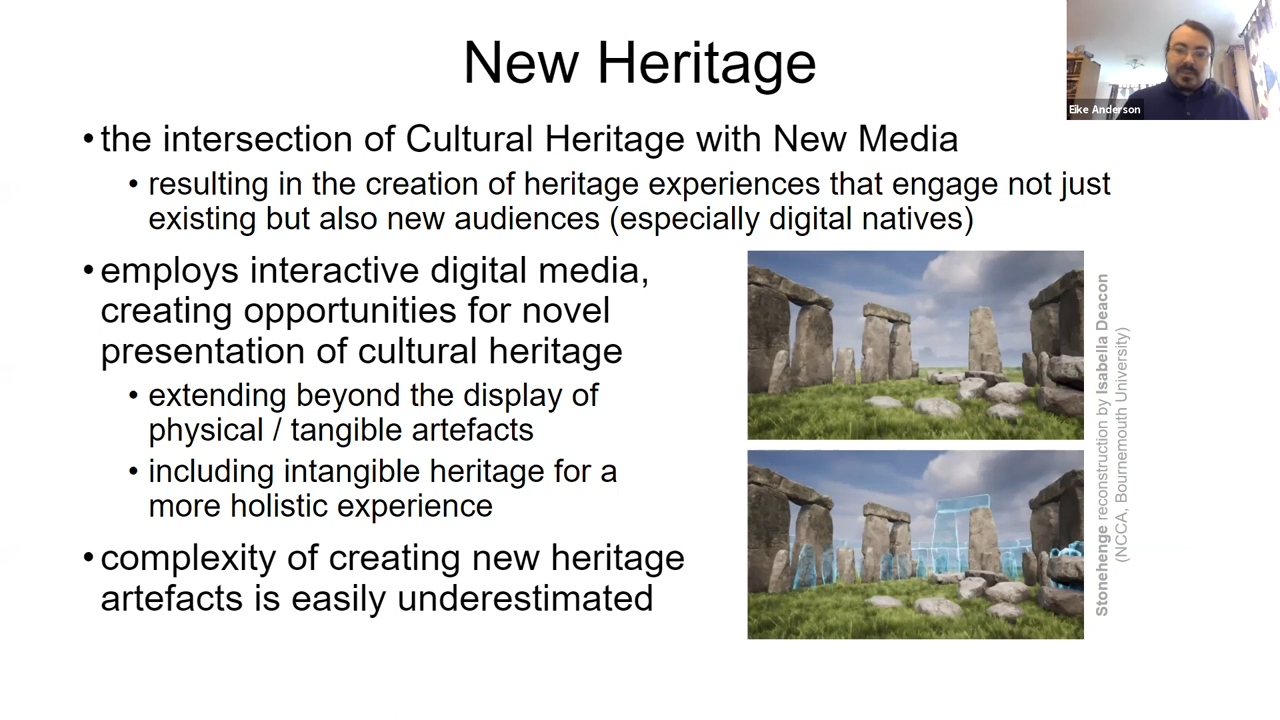 New Heritage
Eike Anderson
• the intersection of Cultural Heritage with New Media
• resulting in the creation of heritage experiences that engage not just
existing but also new audiences (especially digital natives)
• employs interactive digital media,
creating opportunities for novel
presentation of cultural heritage
• extending beyond the display of
physical / tangible artefacts
• including intangible heritage for a
more holistic experience
• complexity of creating new heritage
artefacts is easily underestimated
Stonehenge reconstruction by Isabella Deacon
(NCCA, Bournemouth University)